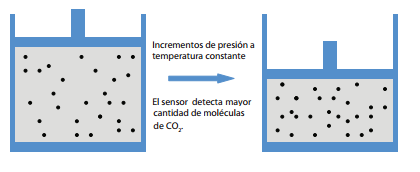 Incrementos de presión a
temperatura constante
El sensor detecta mayor
cantidad de moléculas
de CO₂.